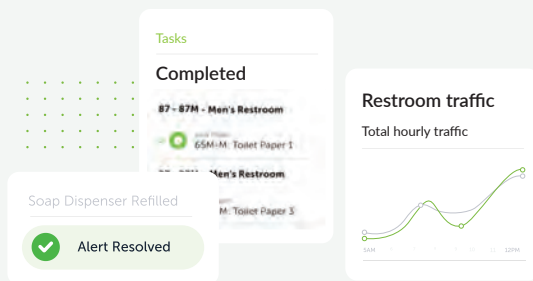 Tasks
Completed
87 - 87M - Men's Restroom
65M-M: Toilet Paper 1
Men's Restroom
M: Toilet Paper 3
Soap Dispenser Refilled
Alert Resolved
Restroom traffic
Total hourly traffic
5AM
12PM